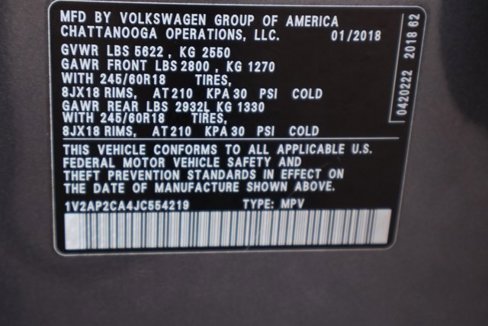 MFD BY VOLKSWAGEN GROUP OF AMERICA
CHATTANOOGA OPERATIONS, LLC. 01/2018
GVWR LBS 5622 , KG 2550
GAWR FRONT LBS 2800 , KG 1270
WITH 245/60R18 TIRES,
8JX18 RIMS, AT 210 KPA 30 PSI COLD
GAWR REAR LBS 2932L KG 1330
WITH 245/60R18 TIRES,
8JX18 RIMS, AT 210 KPA 30 PSI COLD
THIS VEHICLE CONFORMS TO ALL APPLICABLE U.S.
FEDERAL MOTOR VEHICLE SAFETY AND
THEFT PREVENTION STANDARDS IN EFFECT ON
THE DATE OF MANUFACTURE SHOWN ABOVE.
1V2AP2CA4JC554219 TYPE: MPV
0420222 2018 62